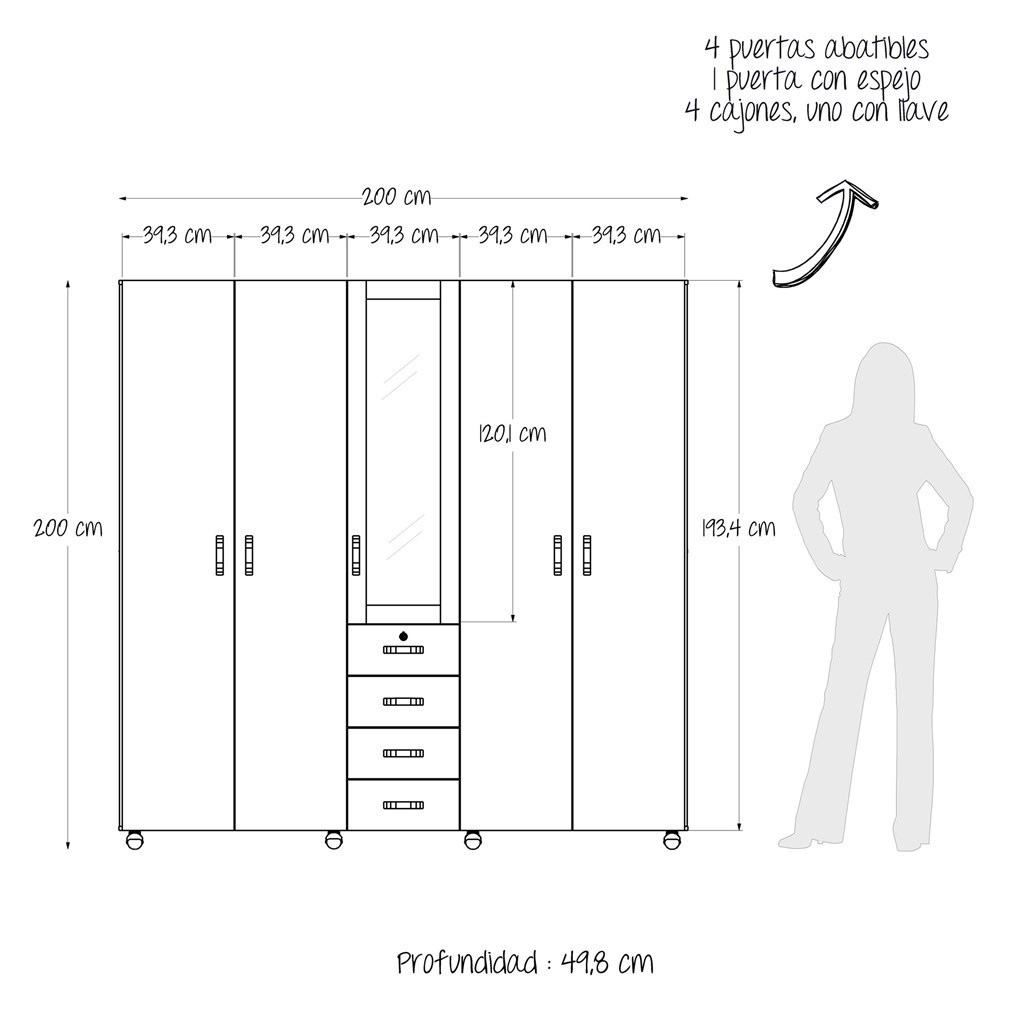 4 puertas abatibles
1 puerta con espejo
4 cajones, uno con llave
200 cm
39,3 cm 39,3 cm 39,3 cm 39,3 cm 39,3 cm
120,1 cm
200 cm
193,4 cm
Profundidad : 49,8 cm